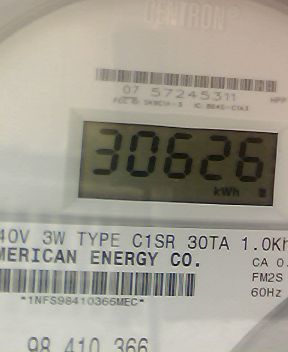 CENTRON®
07 57245311
30626
kWh
40V 3W TYPE C1SR 30TA 1.0Kh
MERICAN ENERGY CO.
CA 0.
FM2S
60Hz
*1NFS98410366MEC*
98 410 366